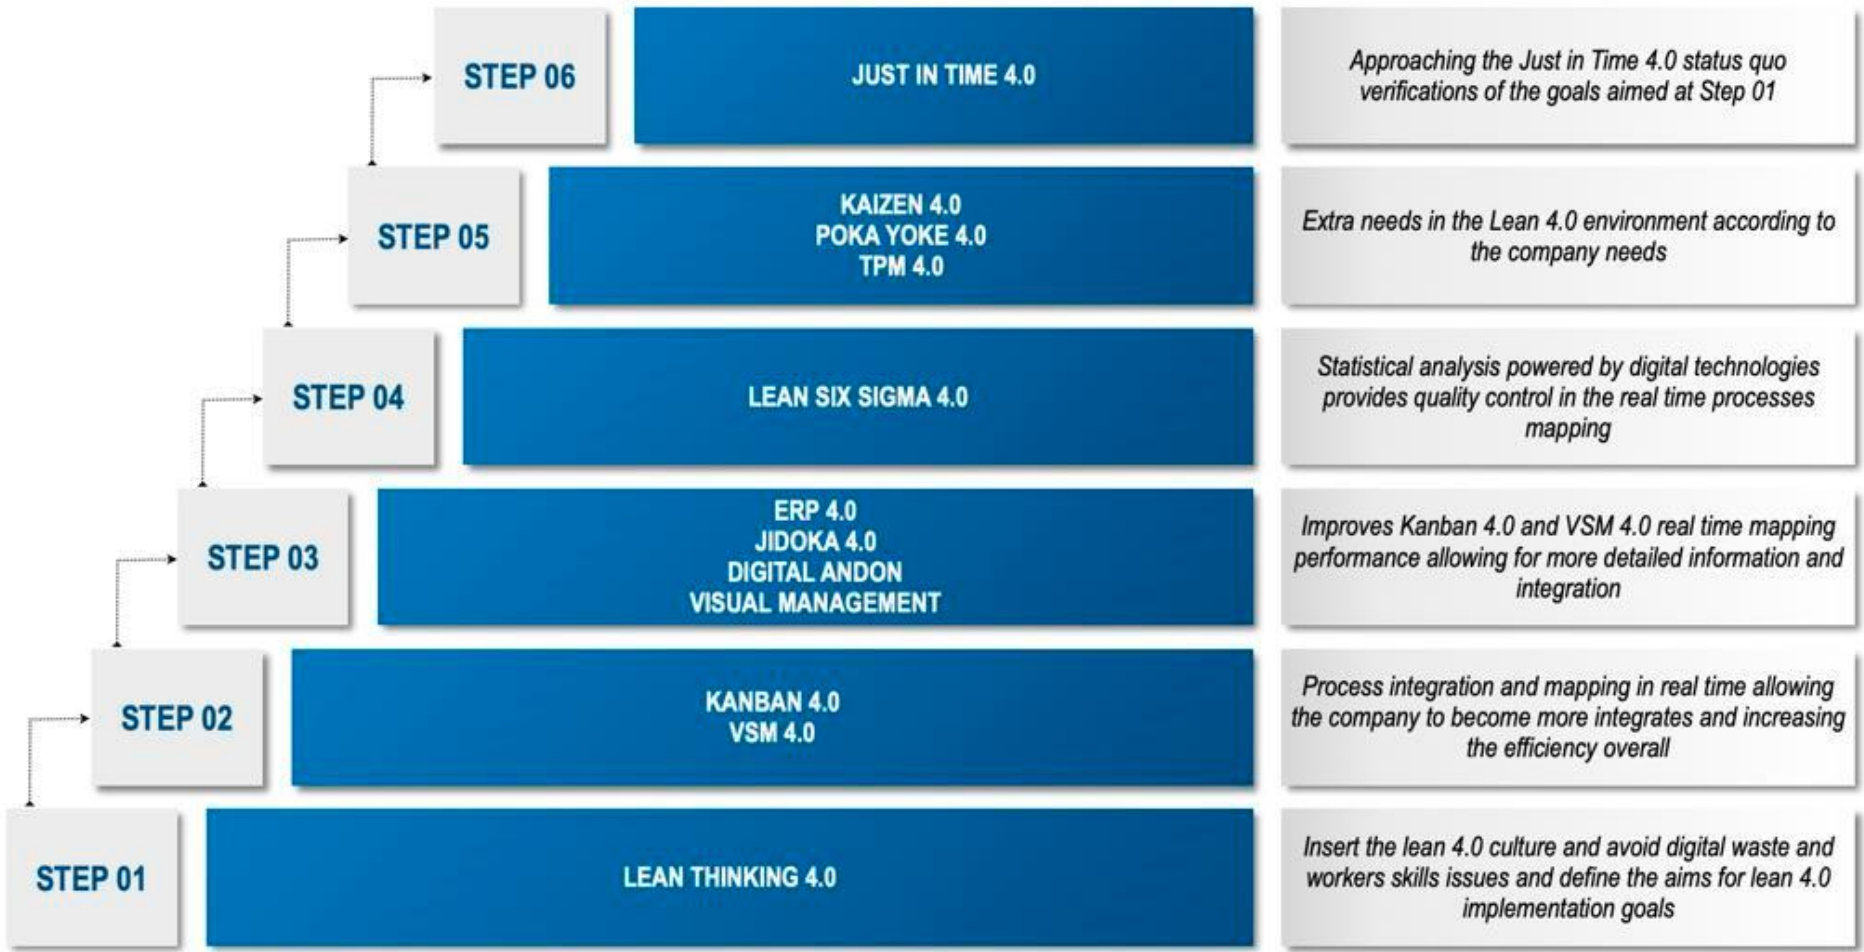 STEP 06
JUST IN TIME 4.0
Approaching the Just in Time 4.0 status quo
verifications of the goals aimed at Step 01
STEP 05
KAIZEN 4.0
POKA YOKE 4.0
TPM 4.0
Extra needs in the Lean 4.0 environment according to
the company needs
STEP 04
LEAN SIX SIGMA 4.0
Statistical analysis powered by digital technologies
provides quality control in the real time processes
mapping
STEP 03
ERP 4.0
JIDOKA 4.0
DIGITAL ANDON
VISUAL MANAGEMENT
Improves Kanban 4.0 and VSM 4.0 real time mapping
performance allowing for more detailed information and
integration
STEP 02
KANBAN 4.0
VSM 4.0
Process integration and mapping in real time allowing
the company to become more integrates and increasing
the efficiency overall
STEP 01
LEAN THINKING 4.0
Insert the lean 4.0 culture and avoid digital waste and
workers skills issues and define the aims for lean 4.0
implementation goals